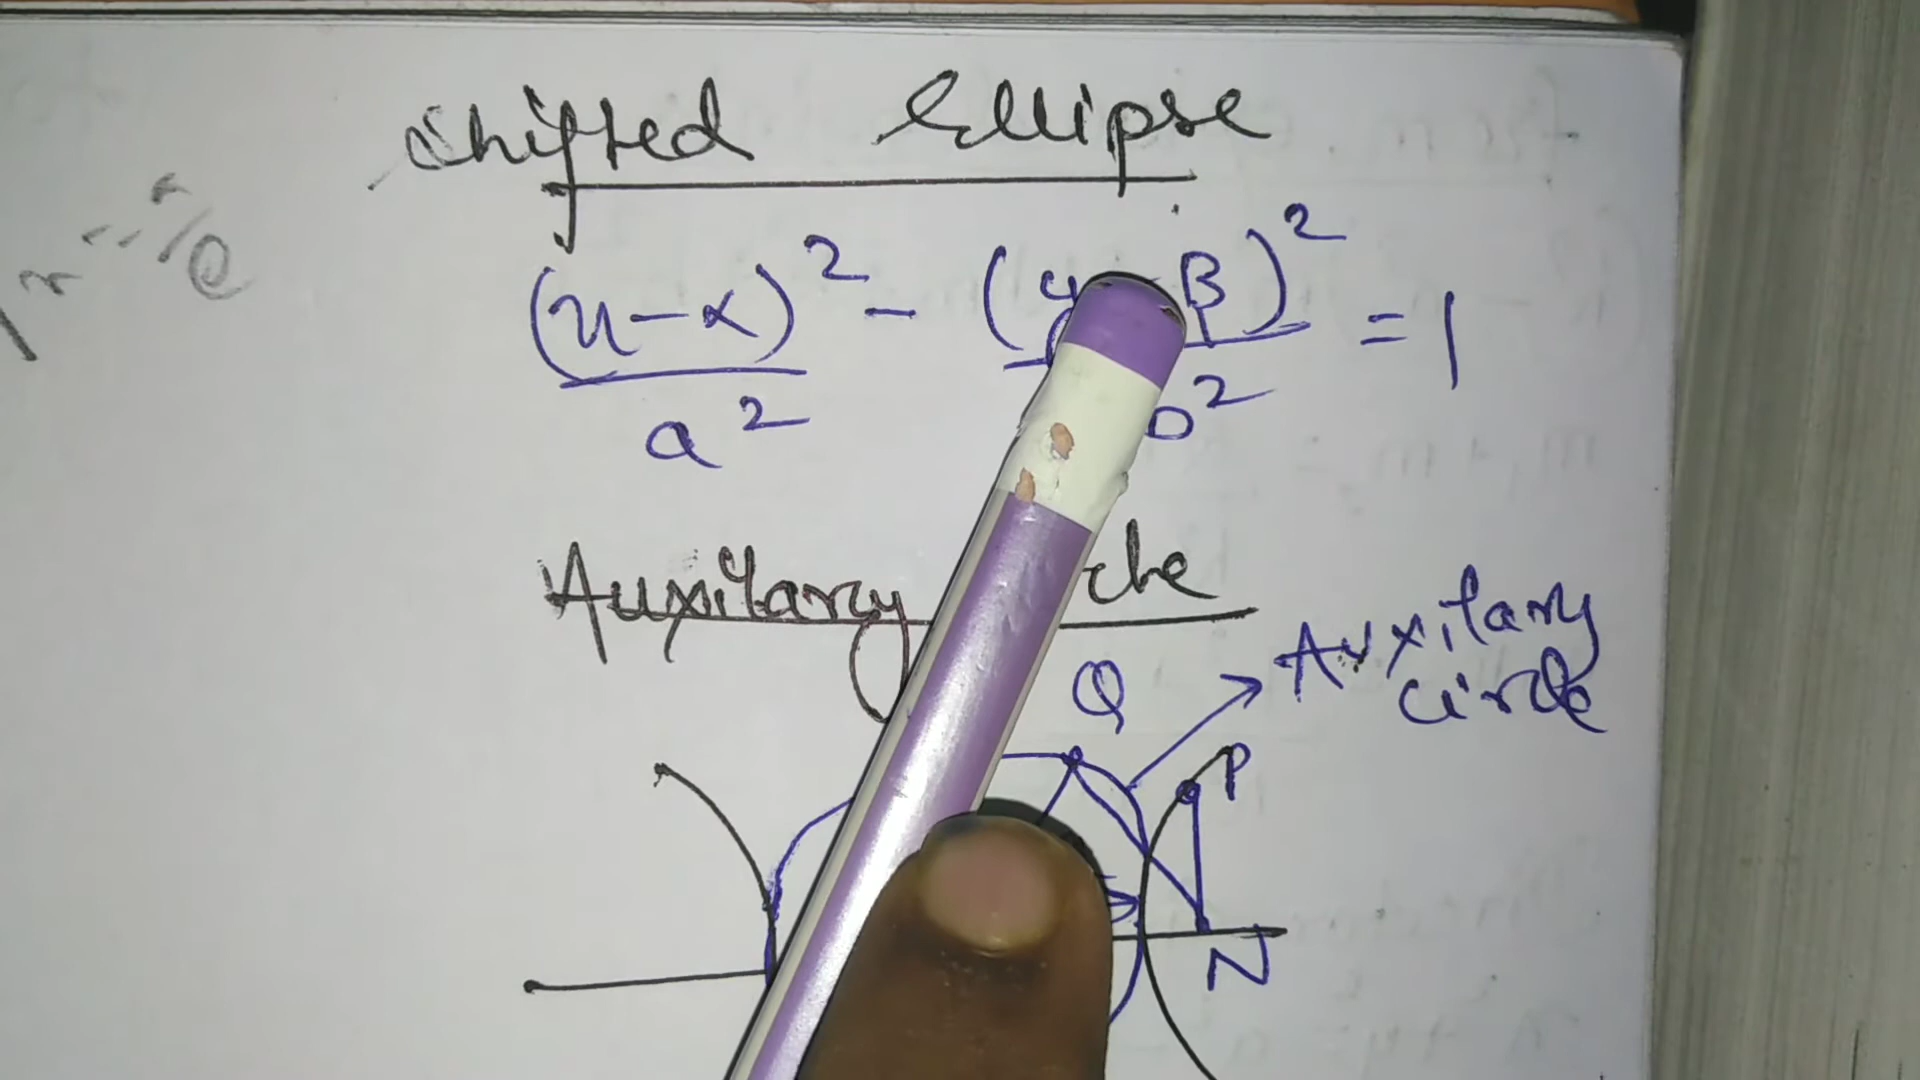 Shifted Ellipse
(x-α)² - (y-β)² = 1
a² b²
Auxilary
Auxilary
circle
Q
P
N